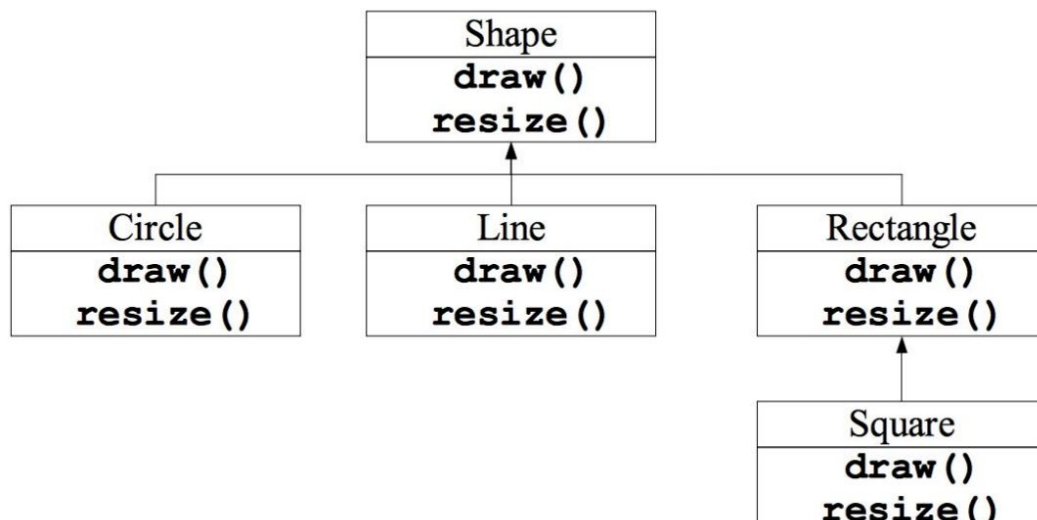 Shape
draw()
resize()
Circle
draw()
resize()
Line
draw()
resize()
Rectangle
draw()
resize()
Square
draw()
resize()